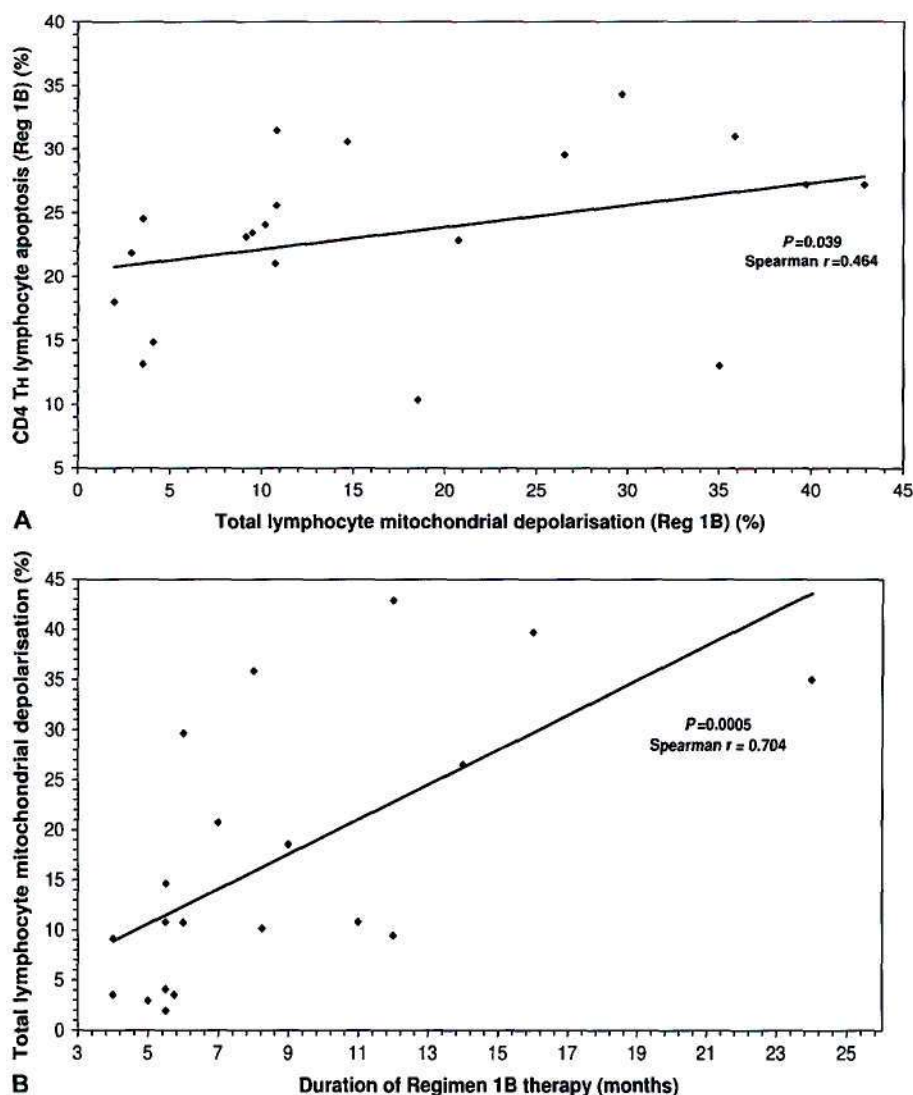 40
35
30
25
20
15
10
5
CD4 TH lymphocyte apoptosis (Reg 1B) (%)
P=0.039
Spearman r=0.464
0 5 10 15 20 25 30 35 40 45
A Total lymphocyte mitochondrial depolarisation (Reg 1B) (%)
45
40
35
30
25
20
15
10
5
0
Total lymphocyte mitochondrial depolarisation (%)
P=0.0005
Spearman r = 0.704
3 5 7 9 11 13 15 17 19 21 23 25
B Duration of Regimen 1B therapy (months)